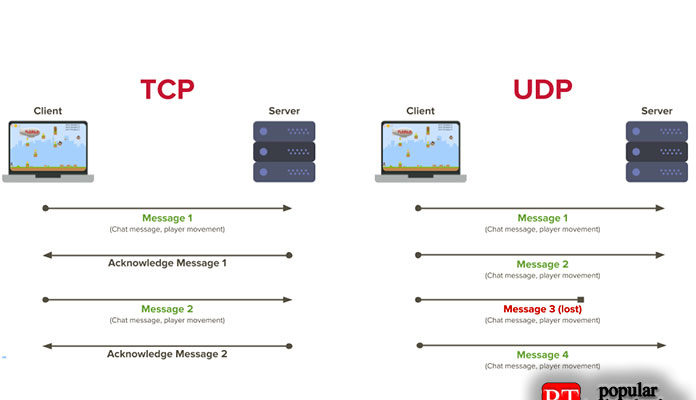 TCP
Client
Server
Message 1
(Chat message, player movement)
Acknowledge Message 1
Message 2
(Chat message, player movement)
Acknowledge Message 2
UDP
Client
Server
Message 1
(Chat message, player movement)
Message 2
(Chat message, player movement)
Message 3 (lost)
(Chat message, player movement)
Message 4
(Chat message, player movement)
PT
popular